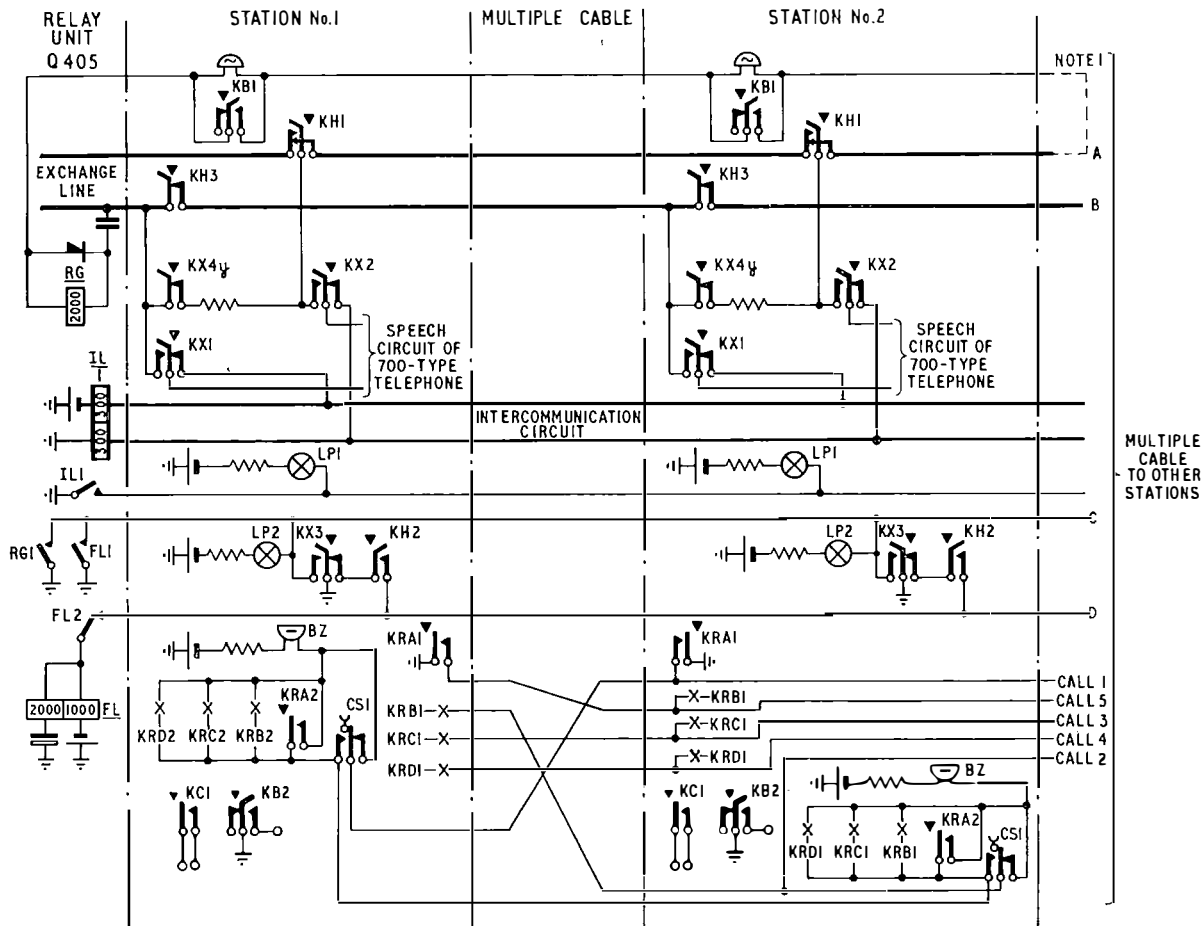 RELAY
UNIT
Q 405
STATION No.1
MULTIPLE CABLE
STATION No.2
NOTE 1
KB1
KH1
KB1
KH1
A
EXCHANGE
LINE
KH3
KH3
B
RG
2000
KX4y
KX2
KX4y
KX2
KX1
SPEECH
CIRCUIT OF
700-TYPE
TELEPHONE
KX1
SPEECH
CIRCUIT OF
700-TYPE
TELEPHONE
IL
300
300
INTERCOMMUNICATION
CIRCUIT
LP1
LP1
IL1
MULTIPLE
CABLE
TO OTHER
STATIONS
C
RG1
FL1
LP2
KX3
KH2
LP2
KX3
KH2
FL2
D
BZ
KRA1
KRA1
2000
1000
FL
KRD2
KRC2
KRB2
KRA2
CS1
KRB1
KRC1
KRD1
KRB1
KRC1
KRD1
CALL 1
CALL 5
CALL 3
CALL 4
CALL 2
BZ
KC1
KB2
KC1
KB2
KRD1
KRC1
KRB1
KRA2
CS1